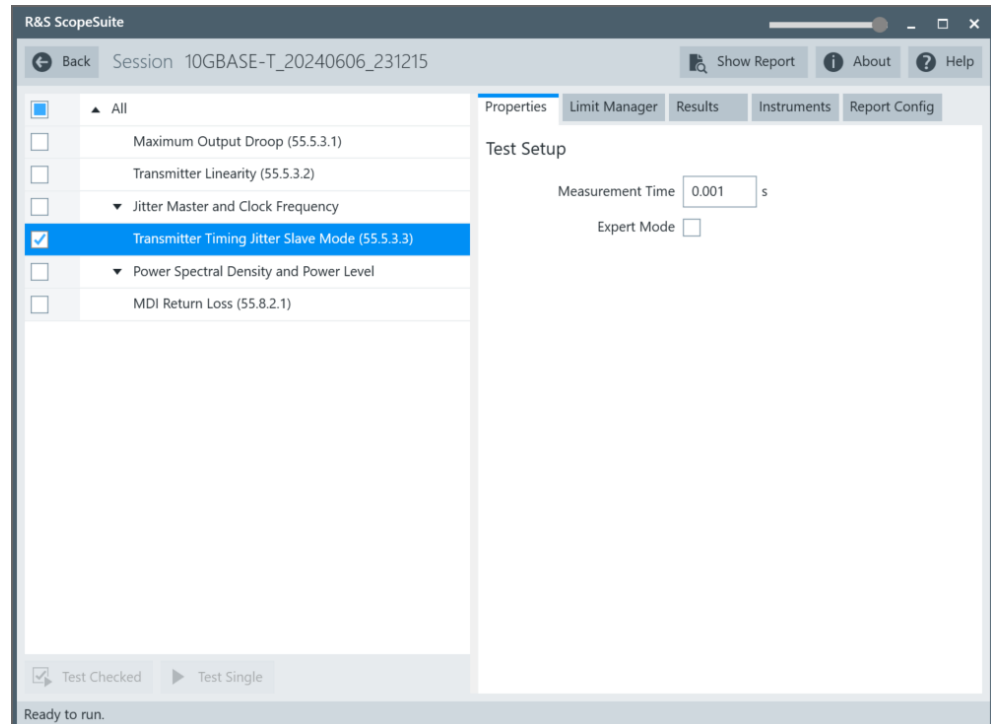 R&S ScopeSuite
Back Session 10GBASE-T_20240606_231215 Show Report About Help
All
Maximum Output Droop (55.5.3.1)
Transmitter Linearity (55.5.3.2)
Jitter Master and Clock Frequency
Transmitter Timing Jitter Slave Mode (55.5.3.3)
Power Spectral Density and Power Level
MDI Return Loss (55.8.2.1)
Properties Limit Manager Results Instruments Report Config
Test Setup
Measurement Time 0.001 s
Expert Mode
Test Checked Test Single
Ready to run.